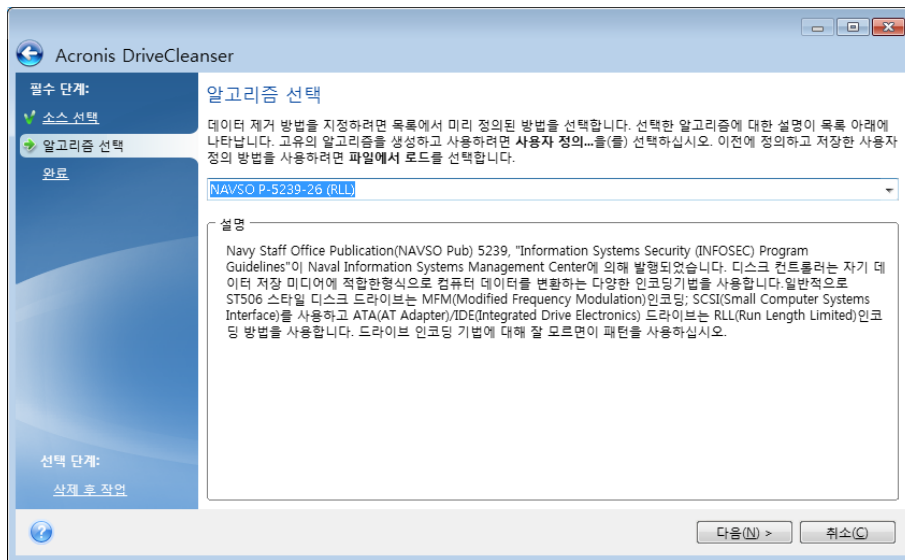 Acronis DriveCleanser
필수 단계:
소스 선택
알고리즘 선택
완료
선택 단계:
삭제 후 작업
알고리즘 선택
데이터 제거 방법을 지정하려면 목록에서 미리 정의된 방법을 선택합니다. 선택한 알고리즘에 대한 설명이 목록 아래에
나타납니다. 고유의 알고리즘을 생성하고 사용하려면 사용자 정의...을(를) 선택하십시오. 이전에 정의하고 저장한 사용자
정의 방법을 사용하려면 파일에서 로드를 선택합니다.
NAVSO P-5239-26 (RLL)
설명
Navy Staff Office Publication(NAVSO Pub) 5239, "Information Systems Security (INFOSEC) Program
Guidelines"이 Naval Information Systems Management Center에 의해 발행되었습니다. 디스크 컨트롤러는 자기 데
이터 저장 미디어에 적합한형식으로 컴퓨터 데이터를 변환하는 다양한 인코딩기법을 사용합니다.일반적으로
ST506 스타일 디스크 드라이브는 MFM(Modified Frequency Modulation)인코딩; SCSI(Small Computer Systems
Interface)를 사용하고 ATA(AT Adapter)/IDE(Integrated Drive Electronics) 드라이브는 RLL(Run Length Limited)인코
딩 방법을 사용합니다. 드라이브 인코딩 기법에 대해 잘 모르면이 패턴을 사용하십시오.
다음(N) >
취소(C)